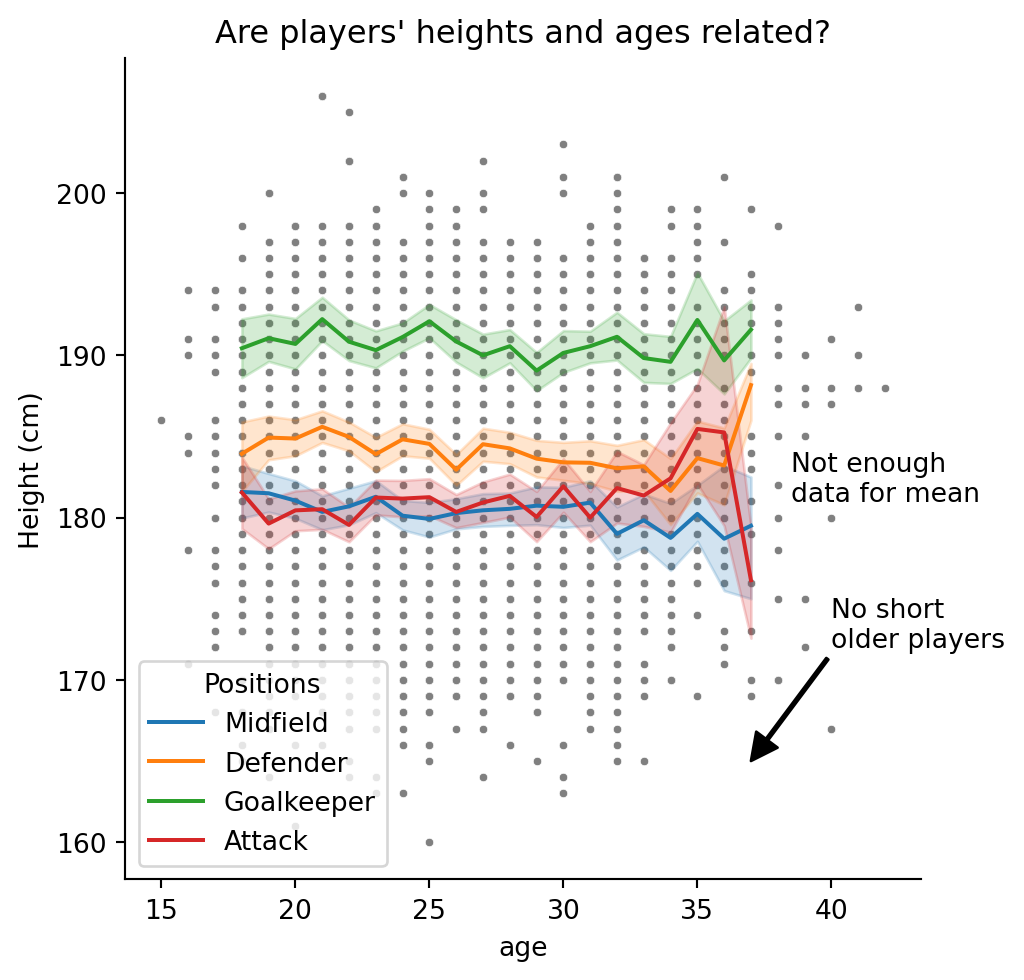 Are players' heights and ages related?
Height (cm)
200
190
180
170
160
Not enough
data for mean
No short
older players
Positions
Midfield
Defender
Goalkeeper
Attack
15 20 25 30 35 40
age